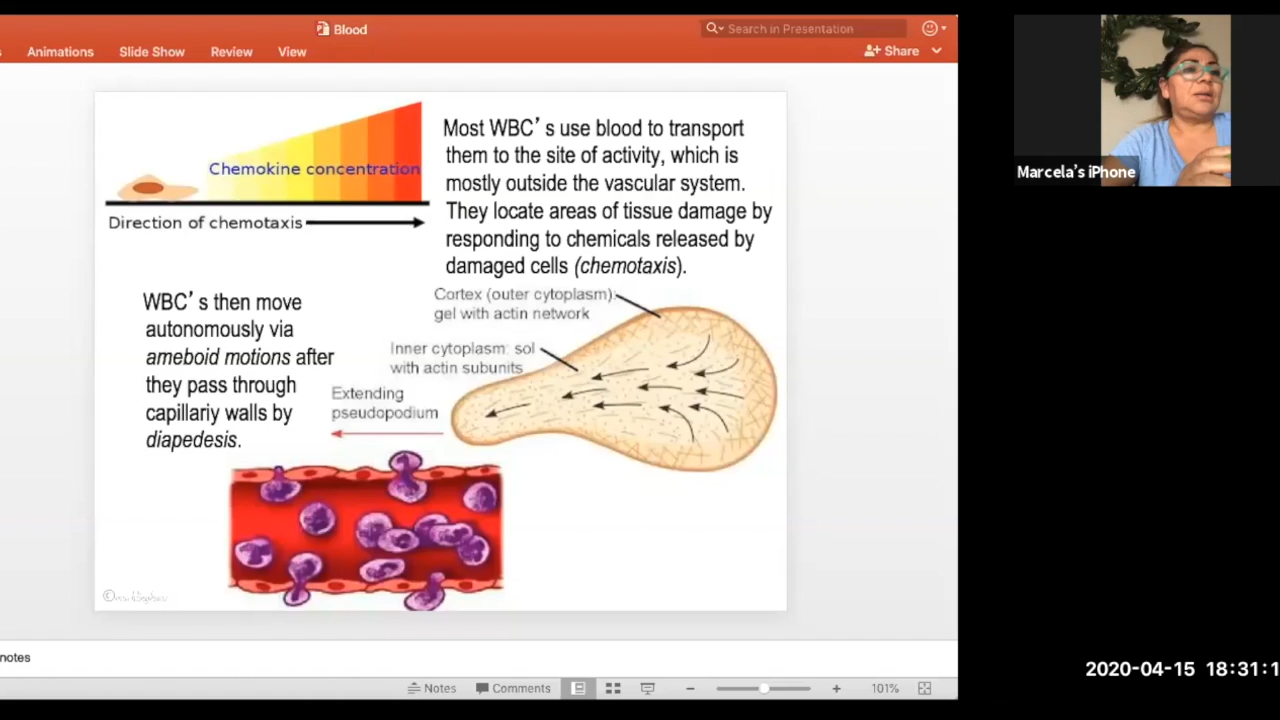 Blood
Search in Presentation
Animations
Slide Show
Review
View
Share
Chemokine concentration
Direction of chemotaxis
Most WBC’s use blood to transport
them to the site of activity, which is
mostly outside the vascular system.
They locate areas of tissue damage by
responding to chemicals released by
damaged cells (chemotaxis).
WBC’s then move
autonomously via
ameboid motions after
they pass through
capillariy walls by
diapedesis.
Cortex (outer cytoplasm):
gel with actin network
Inner cytoplasm: sol
with actin subunits
Extending
pseudopodium
notes
Notes
Comments
101%
Marcela’s iPhone
2020-04-15 18:31:1